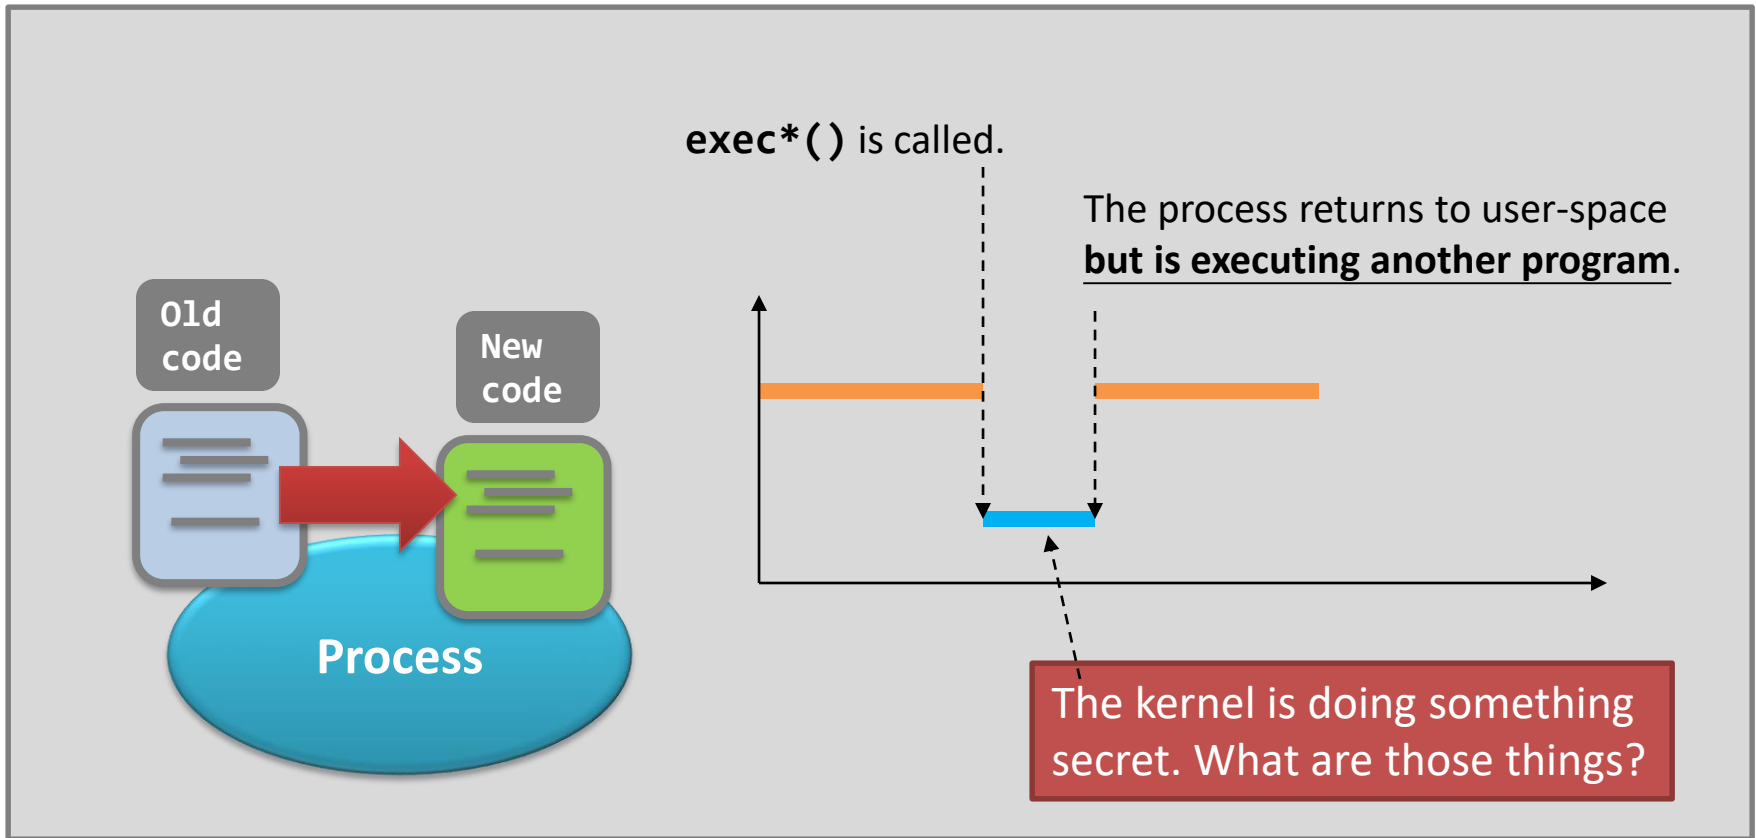 exec*() is called.
The process returns to user-space
but is executing another program.
Old
code
New
code
Process
The kernel is doing something
secret. What are those things?